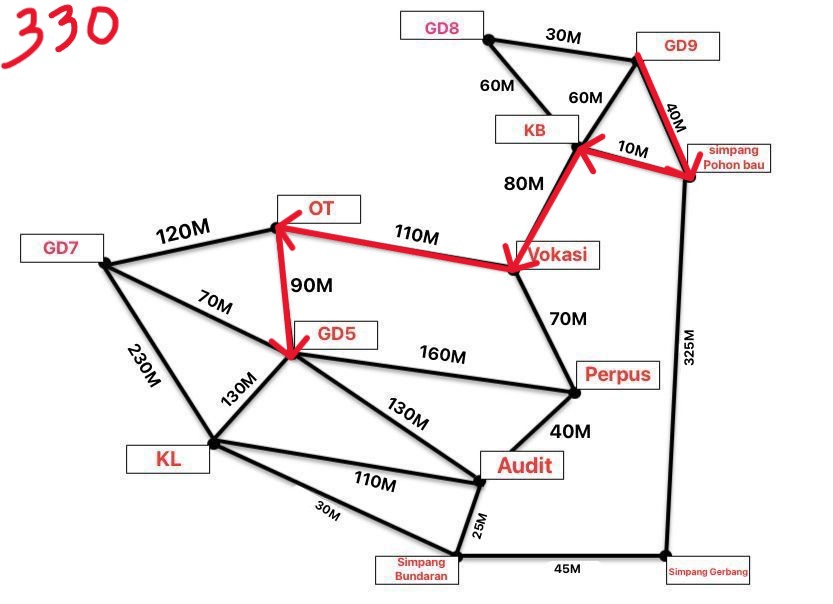 330
GD8
30M
GD9
60M
60M
40M
KB
10M
simpang
Pohon bau
80M
OT
120M
110M
Vokasi
GD7
90M
70M
GD5
70M
325M
160M
230M
130M
Perpus
130M
40M
KL
Audit
110M
30M
25M
Simpang
Bundaran
45M
Simpang Gerbang